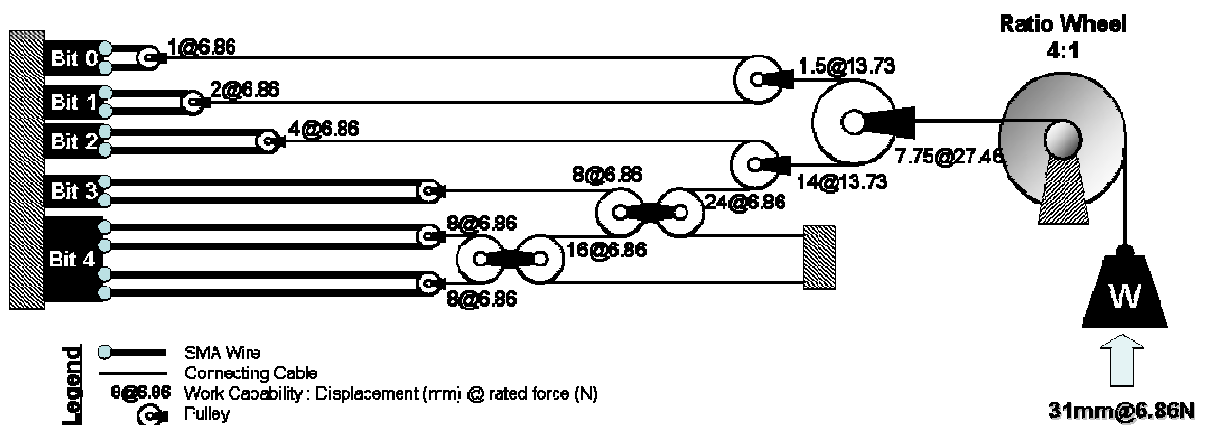 Ratio Wheel
4:1
Bit 0
1@6.86
1.5@13.73
Bit 1
2@6.86
Bit 2
4@6.86
7.75@27.46
14@13.73
Bit 3
8@6.86
24@6.86
Bit 4
8@6.86
16@6.86
8@6.86
W
31mm@6.86N
Legend
SMA Wire
Connecting Cable
Work Capability : Displacement (mm) @ rated force (N)
Pulley